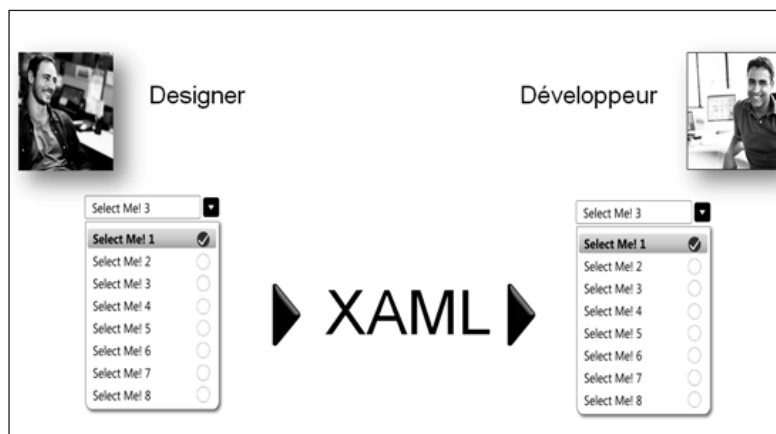 Designer
Développeur
Select Me! 3
Select Me! 1
Select Me! 2
Select Me! 3
Select Me! 4
Select Me! 5
Select Me! 6
Select Me! 7
Select Me! 8
XAML
Select Me! 3
Select Me! 1
Select Me! 2
Select Me! 3
Select Me! 4
Select Me! 5
Select Me! 6
Select Me! 7
Select Me! 8